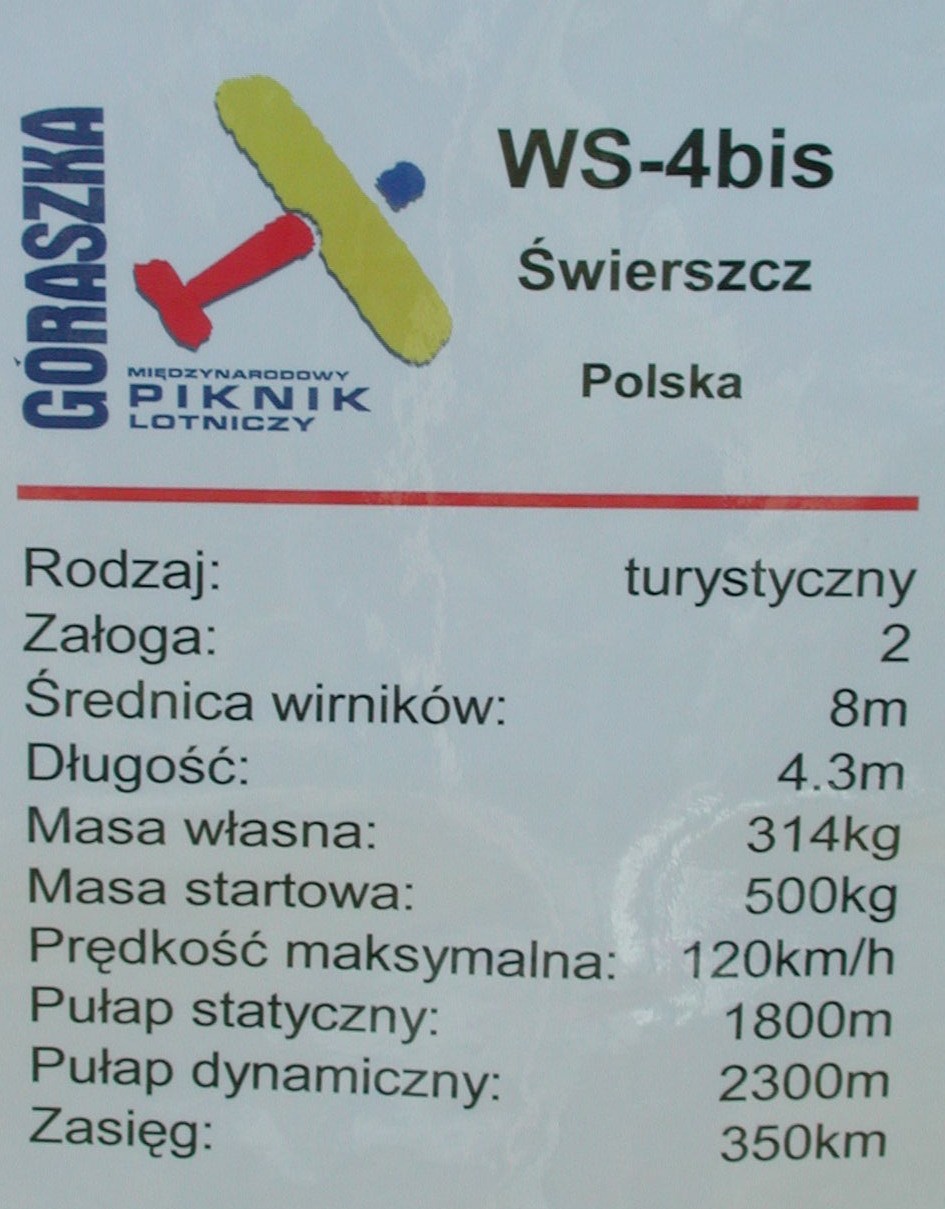 GÓRASZKA
MIĘDZYNARODOWY
PIKNIK
LOTNICZY
WS-4bis
Świerszcz
Polska
Rodzaj: turystyczny
Załoga: 2
Średnica wirników: 8m
Długość: 4.3m
Masa własna: 314kg
Masa startowa: 500kg
Prędkość maksymalna: 120km/h
Pułap statyczny: 1800m
Pułap dynamiczny: 2300m
Zasięg: 350km